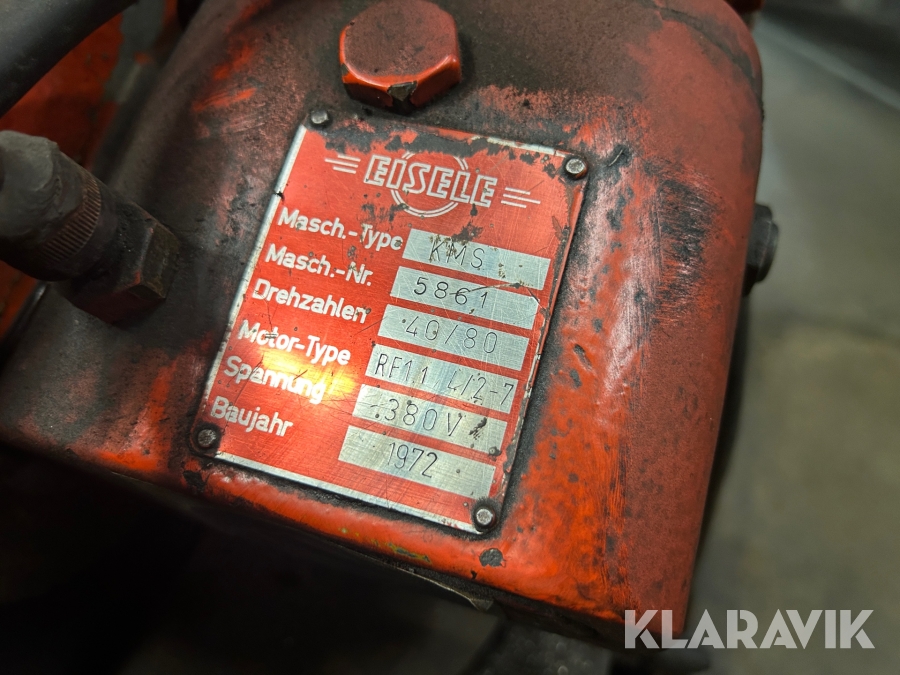 EISELE
Masch.-Type KMS
Masch.-Nr. 5861
Drehzahlen 40/80
Motor-Type RF11 4/2-7
Spannung 380 V
Baujahr 1972
KLARAVIK